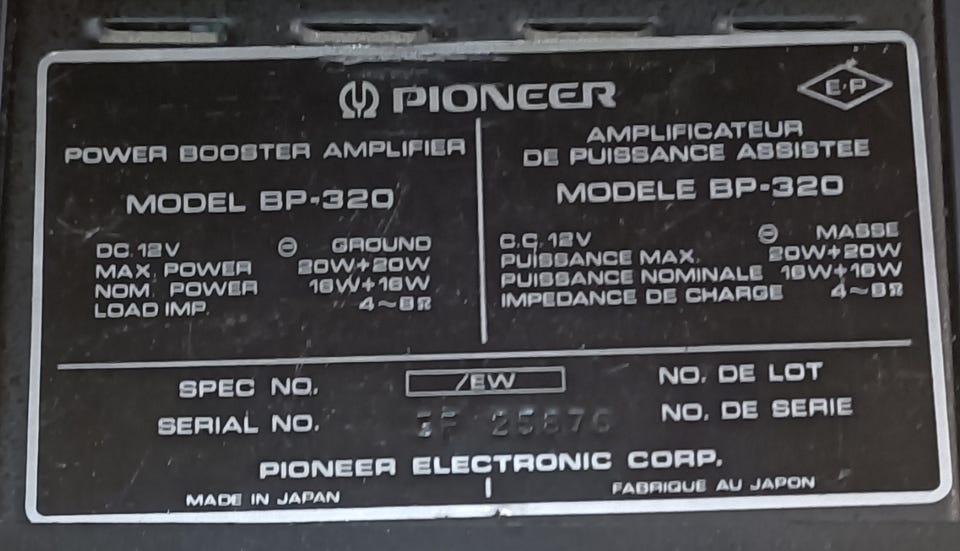 PIONEER
E·P
POWER BOOSTER AMPLIFIER
MODEL BP-320
DC. 12V ⊖ GROUND
MAX. POWER 20W+20W
NOM. POWER 16W+16W
LOAD IMP. 4~8Ω
AMPLIFICATEUR
DE PUISSANCE ASSISTEE
MODELE BP-320
C.C. 12V ⊖ MASSE
PUISSANCE MAX. 20W+20W
PUISSANCE NOMINALE 16W+16W
IMPEDANCE DE CHARGE 4~8Ω
SPEC NO. /EW NO. DE LOT
SERIAL NO. NO. DE SERIE
PIONEER ELECTRONIC CORP.
MADE IN JAPAN FABRIQUE AU JAPON